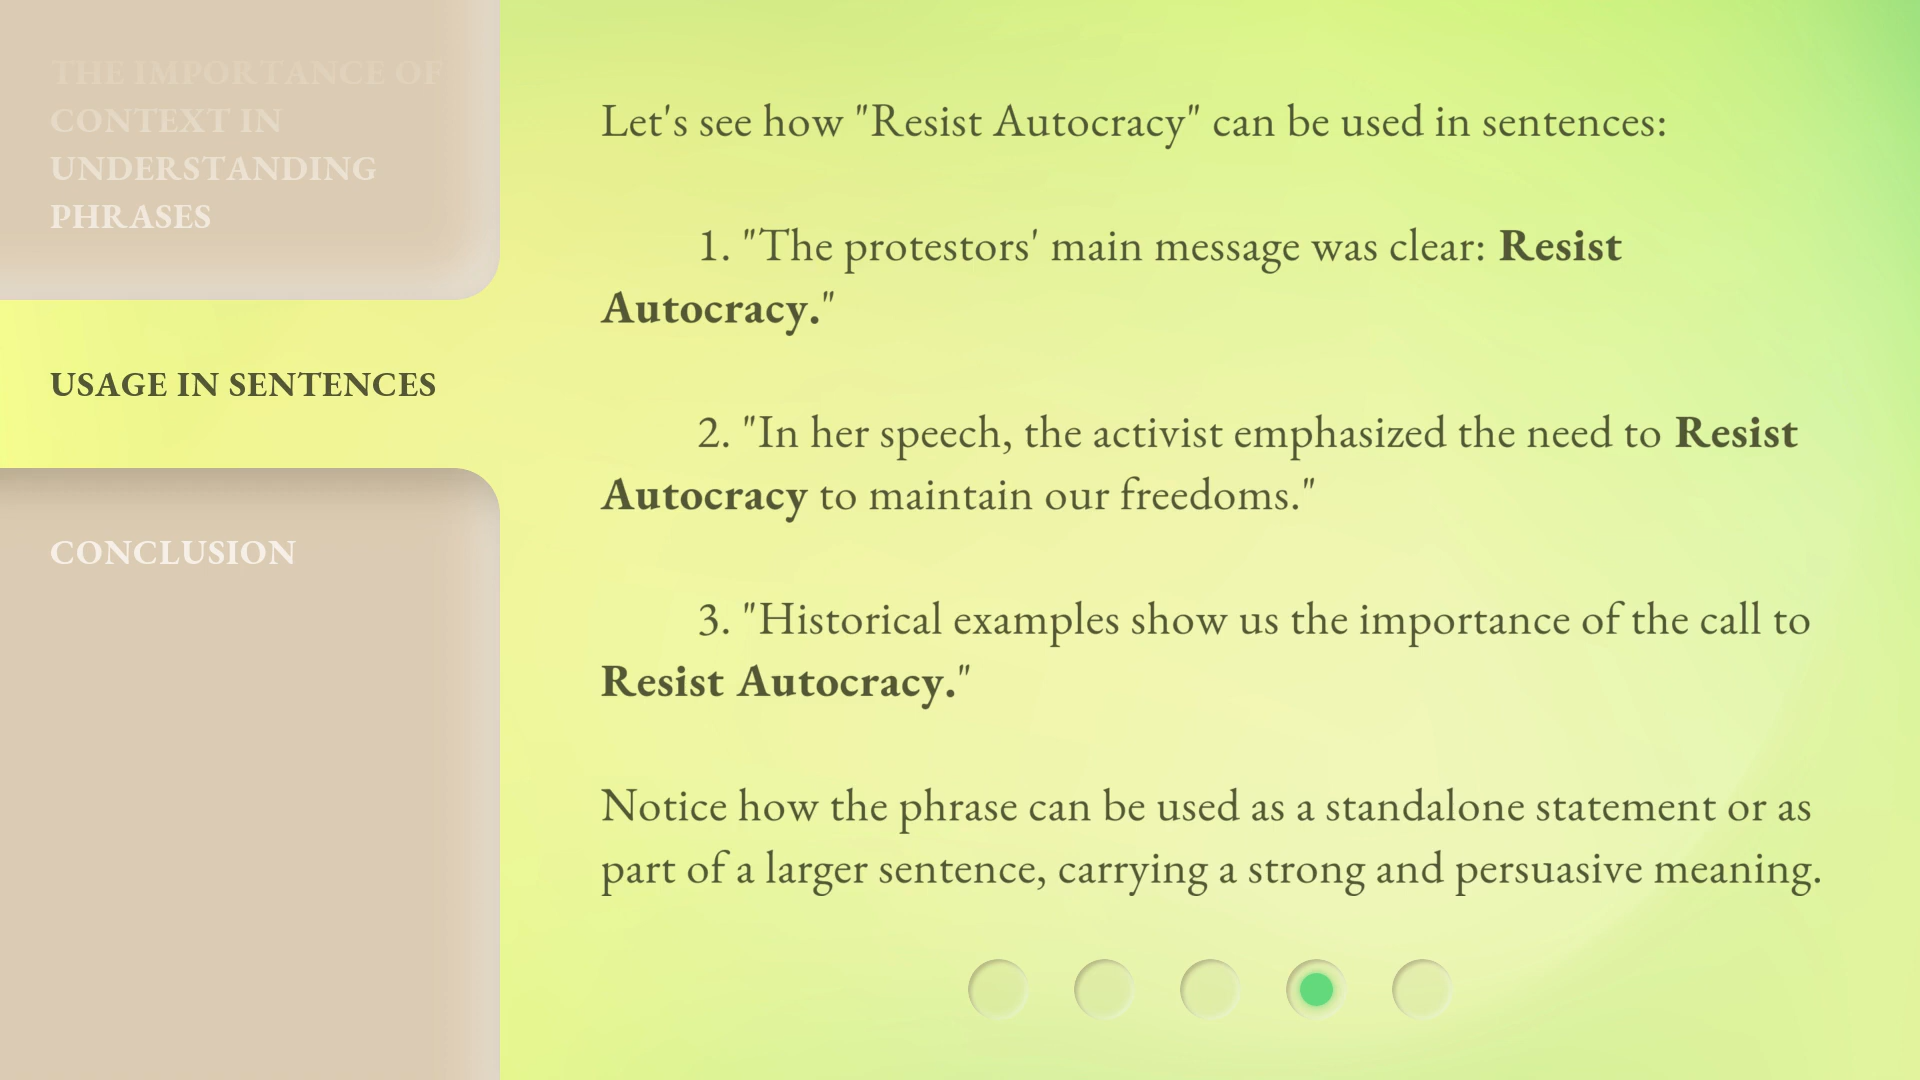 THE IMPORTANCE OF
CONTEXT IN
UNDERSTANDING
PHRASES
USAGE IN SENTENCES
CONCLUSION
Let's see how "Resist Autocracy" can be used in sentences:
1. "The protestors' main message was clear: Resist
Autocracy."
2. "In her speech, the activist emphasized the need to Resist
Autocracy to maintain our freedoms."
3. "Historical examples show us the importance of the call to
Resist Autocracy."
Notice how the phrase can be used as a standalone statement or as
part of a larger sentence, carrying a strong and persuasive meaning.